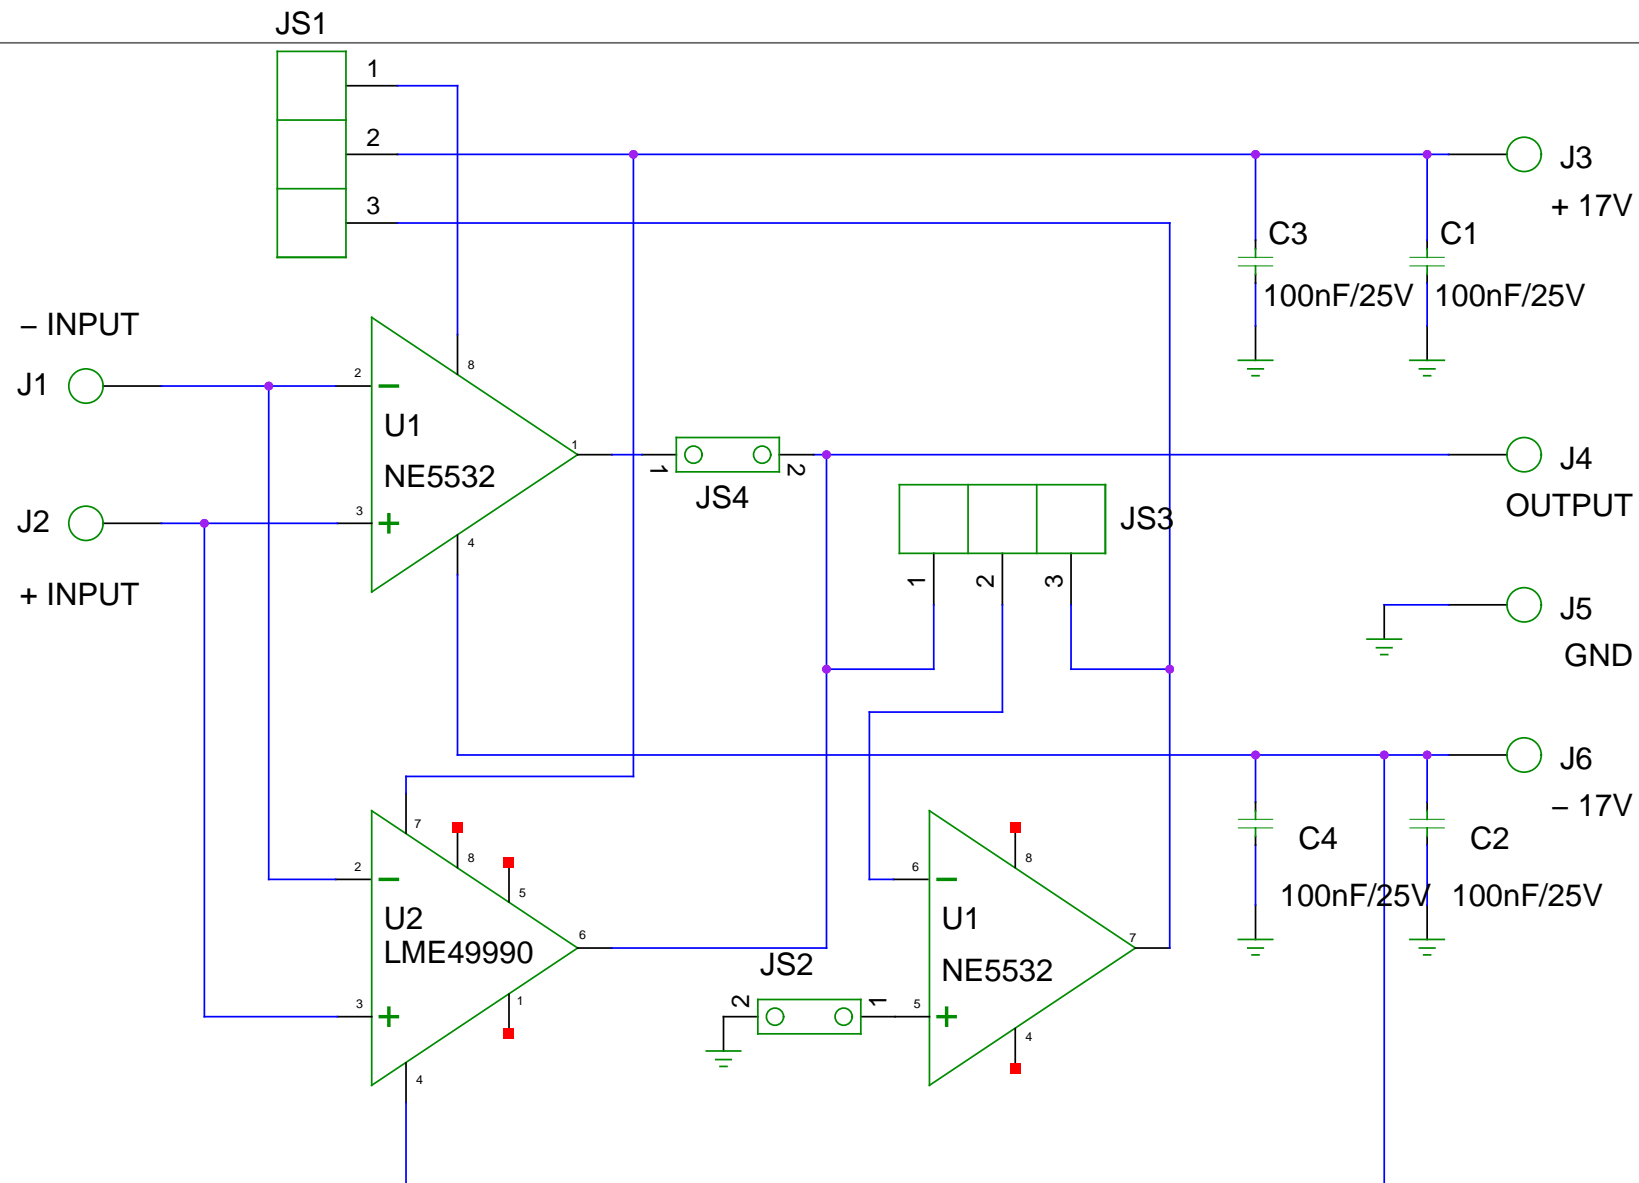 JS1
1
2
3
J3
+ 17V
C3
C1
100nF/25V
100nF/25V
– INPUT
J1
2
8
U1
NE5532
1
1
2
JS4
J4
OUTPUT
J2
3
4
+ INPUT
JS3
1
2
3
J5
GND
J6
– 17V
7
8
5
2
U2
LME49990
6
3
1
4
8
6
U1
NE5532
7
5
4
JS2
2
1
C4
C2
100nF/25V
100nF/25V